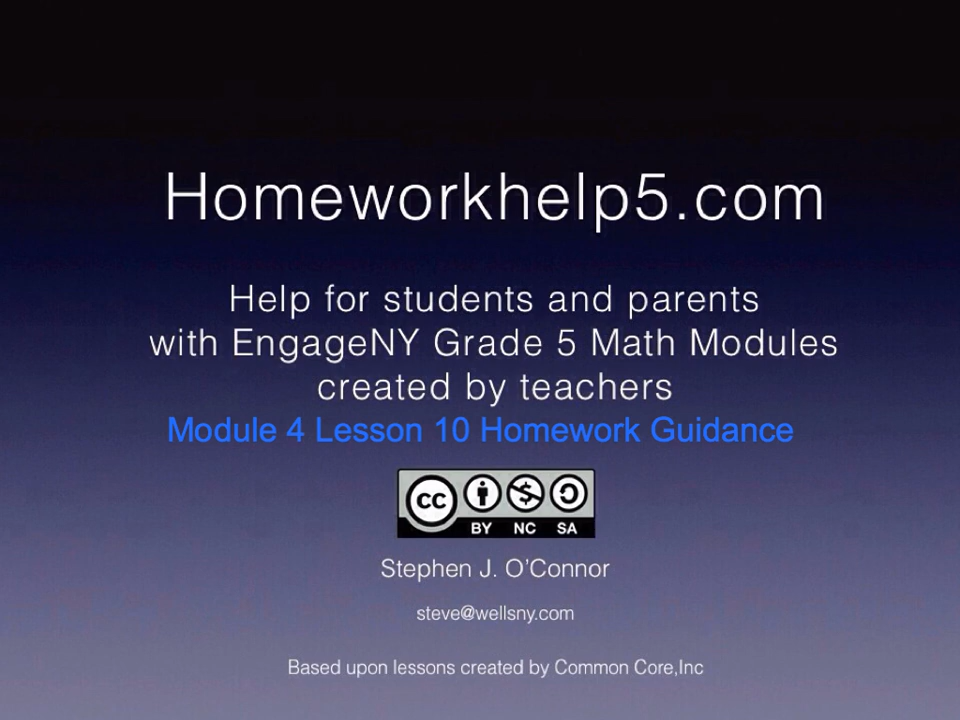 Homeworkhelp5.com
Help for students and parents
with EngageNY Grade 5 Math Modules
created by teachers
Module 4 Lesson 10 Homework Guidance
cc BY NC SA
Stephen J. O'Connor
steve@wellsny.com
Based upon lessons created by Common Core,Inc